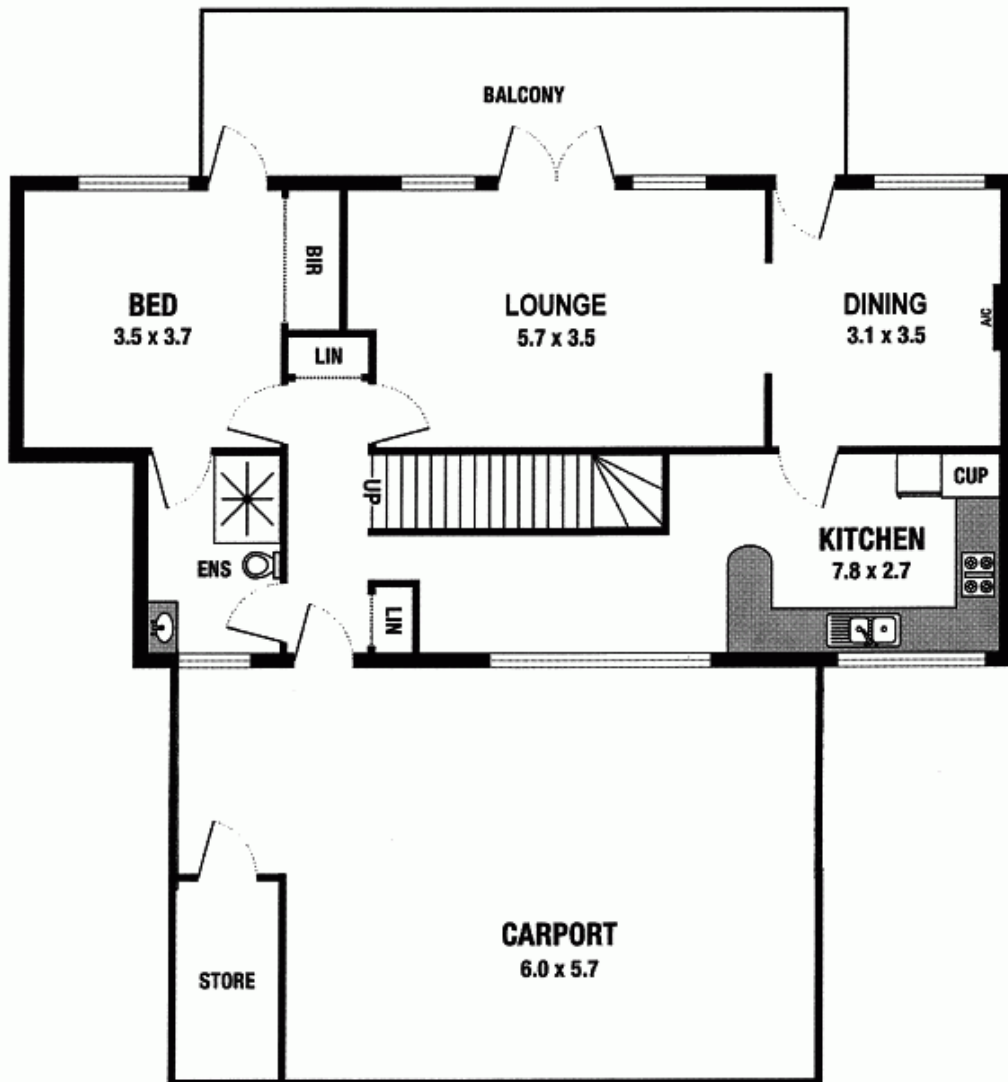 BALCONY
BED
3.5 x 3.7
BIR
LIN
LOUNGE
5.7 x 3.5
DINING
3.1 x 3.5
A/C
UP
CUP
KITCHEN
7.8 x 2.7
ENS
LIN
CARPORT
6.0 x 5.7
STORE